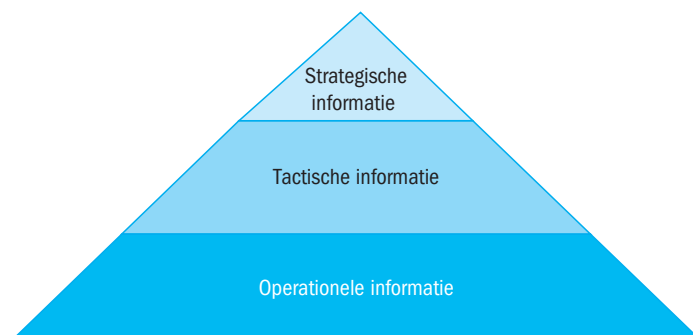 Strategische
informatie
Tactische informatie
Operationele informatie